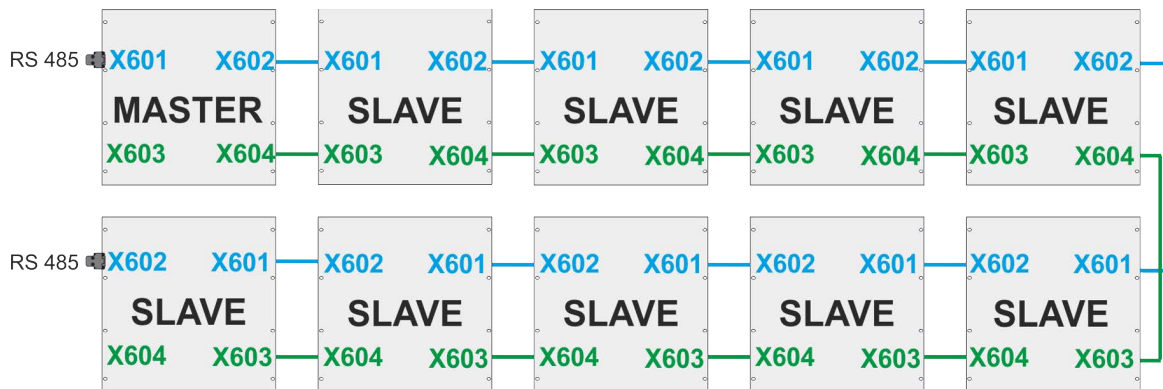 RS 485 X601 X602 X601 X602 X601 X602 X601 X602 X601 X602
MASTER SLAVE SLAVE SLAVE SLAVE
X603 X604 X603 X604 X603 X604 X603 X604 X603 X604
RS 485 X602 X601 X602 X601 X602 X601 X602 X601 X602 X601
SLAVE SLAVE SLAVE SLAVE SLAVE
X604 X603 X604 X603 X604 X603 X604 X603 X604 X603